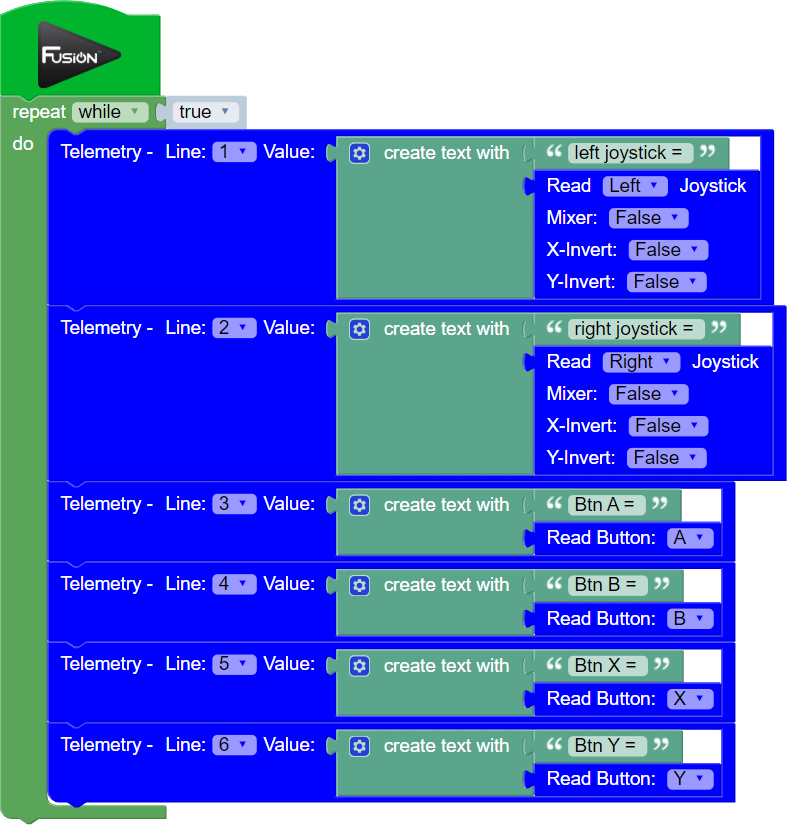 FUSION™
repeat while true
do
Telemetry - Line: 1 Value: create text with “ left joystick = ”
Read Left Joystick
Mixer: False
X-Invert: False
Y-Invert: False
Telemetry - Line: 2 Value: create text with “ right joystick = ”
Read Right Joystick
Mixer: False
X-Invert: False
Y-Invert: False
Telemetry - Line: 3 Value: create text with “ Btn A = ”
Read Button: A
Telemetry - Line: 4 Value: create text with “ Btn B = ”
Read Button: B
Telemetry - Line: 5 Value: create text with “ Btn X = ”
Read Button: X
Telemetry - Line: 6 Value: create text with “ Btn Y = ”
Read Button: Y